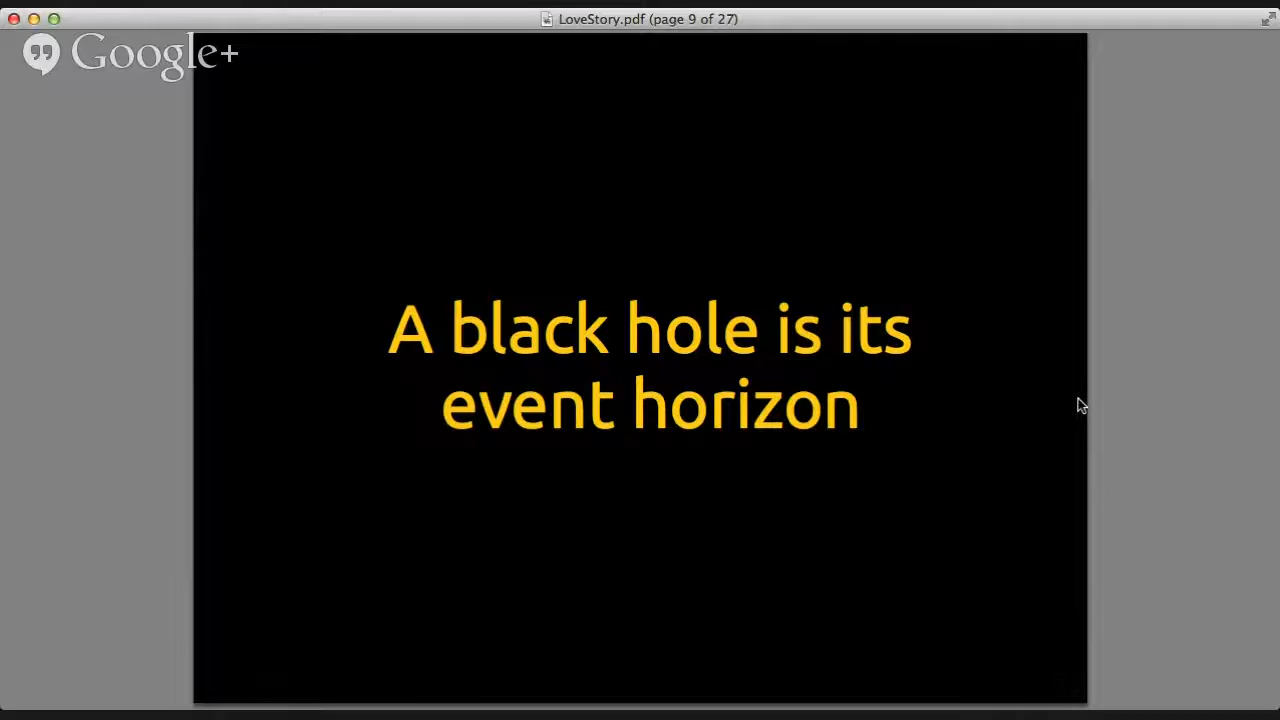 LoveStory.pdf (page 9 of 27)
Google+
A black hole is its
event horizon